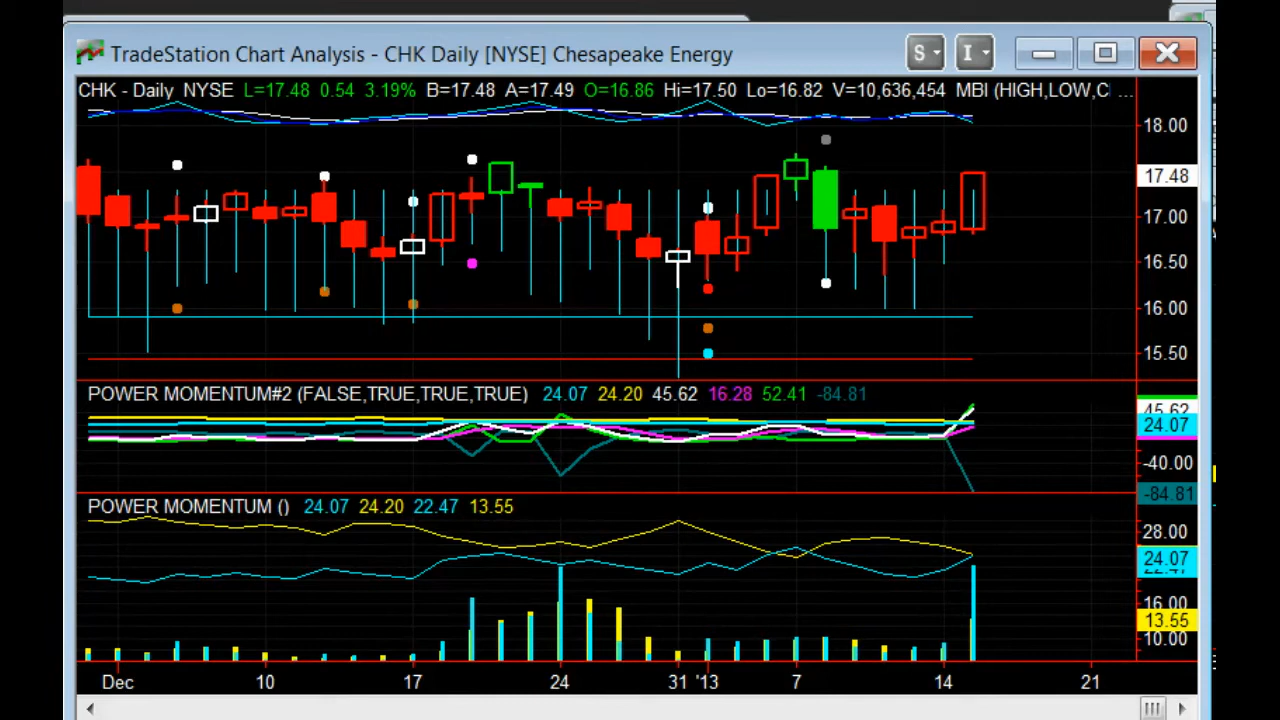 TradeStation Chart Analysis - CHK Daily [NYSE] Chesapeake Energy
S I
CHK - Daily NYSE L=17.48 0.54 3.19% B=17.48 A=17.49 O=16.86 Hi=17.50 Lo=16.82 V=10,636,454 MBI (HIGH,LOW,C ...
18.00
17.48
17.00
16.50
16.00
15.50
POWER MOMENTUM#2 (FALSE,TRUE,TRUE,TRUE) 24.07 24.20 45.62 16.28 52.41 -84.81
45.62
24.07
-40.00
-84.81
POWER MOMENTUM () 24.07 24.20 22.47 13.55
28.00
24.07
22.47
16.00
13.55
10.00
Dec 10 17 24 31 '13 7 14 21